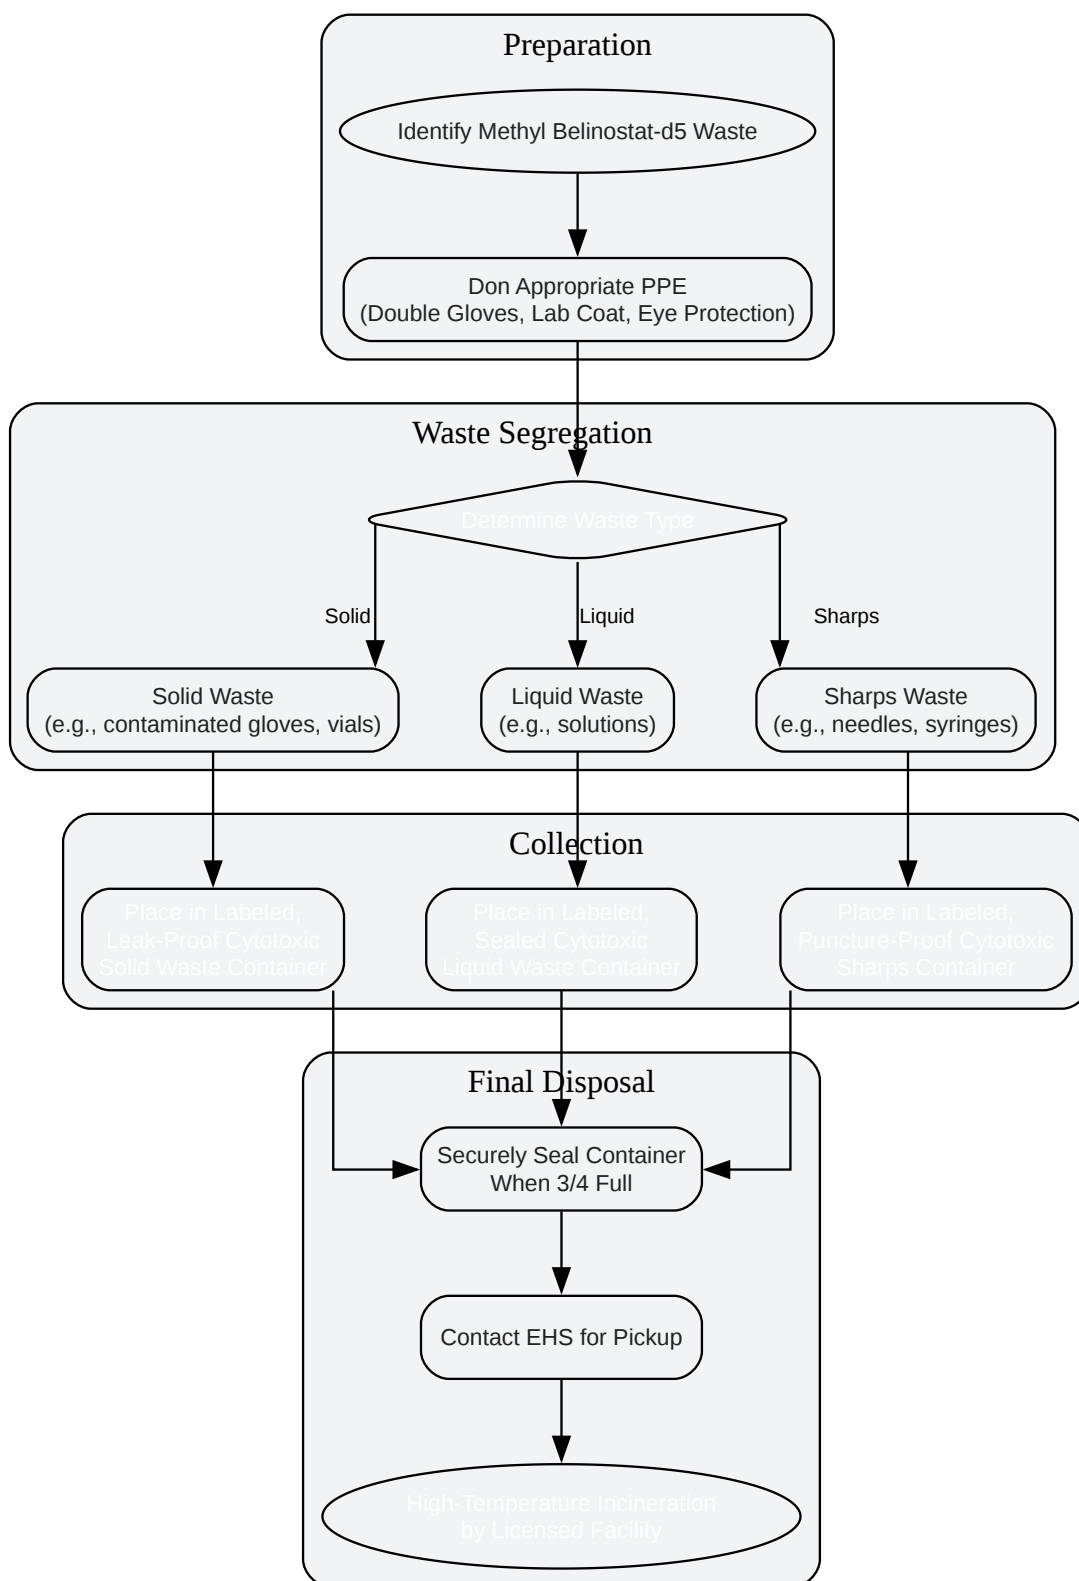 Preparation
Identify Methyl Belinostat-d5 Waste
Don Appropriate PPE
(Double Gloves, Lab Coat, Eye Protection)
Waste Segregation
Determine Waste Type
Solid
Liquid
Sharps
Solid Waste
(e.g., contaminated gloves, vials)
Liquid Waste
(e.g., solutions)
Sharps Waste
(e.g., needles, syringes)
Collection
Place in Labeled,
Leak-Proof Cytotoxic
Solid Waste Container
Place in Labeled,
Sealed Cytotoxic
Liquid Waste Container
Place in Labeled,
Puncture-Proof Cytotoxic
Sharps Container
Final Disposal
Securely Seal Container
When 3/4 Full
Contact EHS for Pickup
High-Temperature Incineration
by Licensed Facility